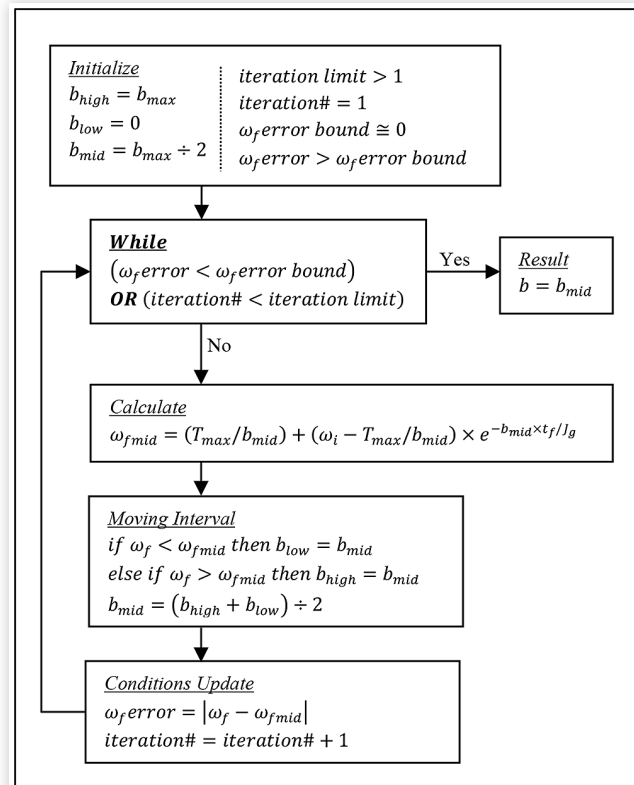 Initialize
b_high = b_max
b_low = 0
b_mid = b_max ÷ 2
iteration limit > 1
iteration# = 1
ω_f error bound ≅ 0
ω_f error > ω_f error bound
While
(ω_f error < ω_f error bound)
OR (iteration# < iteration limit)
Yes
Result
b = b_mid
No
Calculate
ω_fmid = (T_max/b_mid) + (ω_i − T_max/b_mid) × e^(−b_mid×t_f/J_g)
Moving Interval
if ω_f < ω_fmid then b_low = b_mid
else if ω_f > ω_fmid then b_high = b_mid
b_mid = (b_high + b_low) ÷ 2
Conditions Update
ω_f error = |ω_f − ω_fmid|
iteration# = iteration# + 1